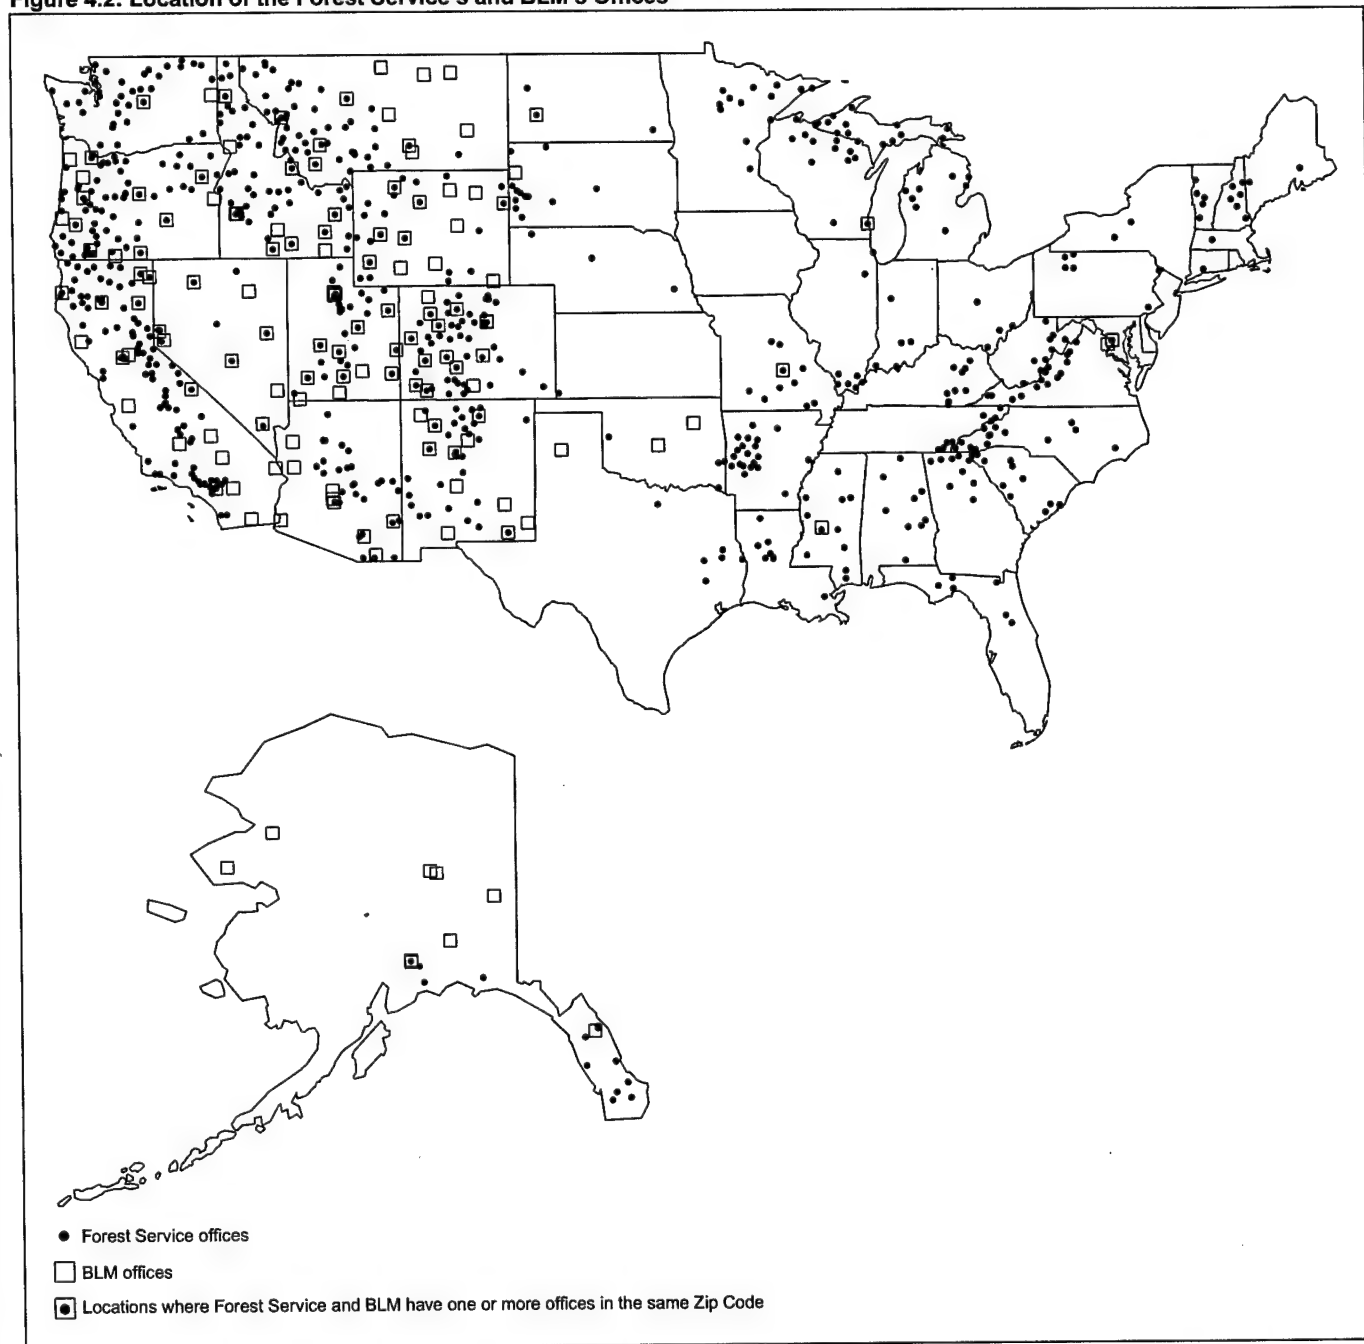 Figure 4.2: Location of the Forest Service's and BLM's Offices
Forest Service offices
BLM offices
Locations where Forest Service and BLM have one or more offices in the same Zip Code